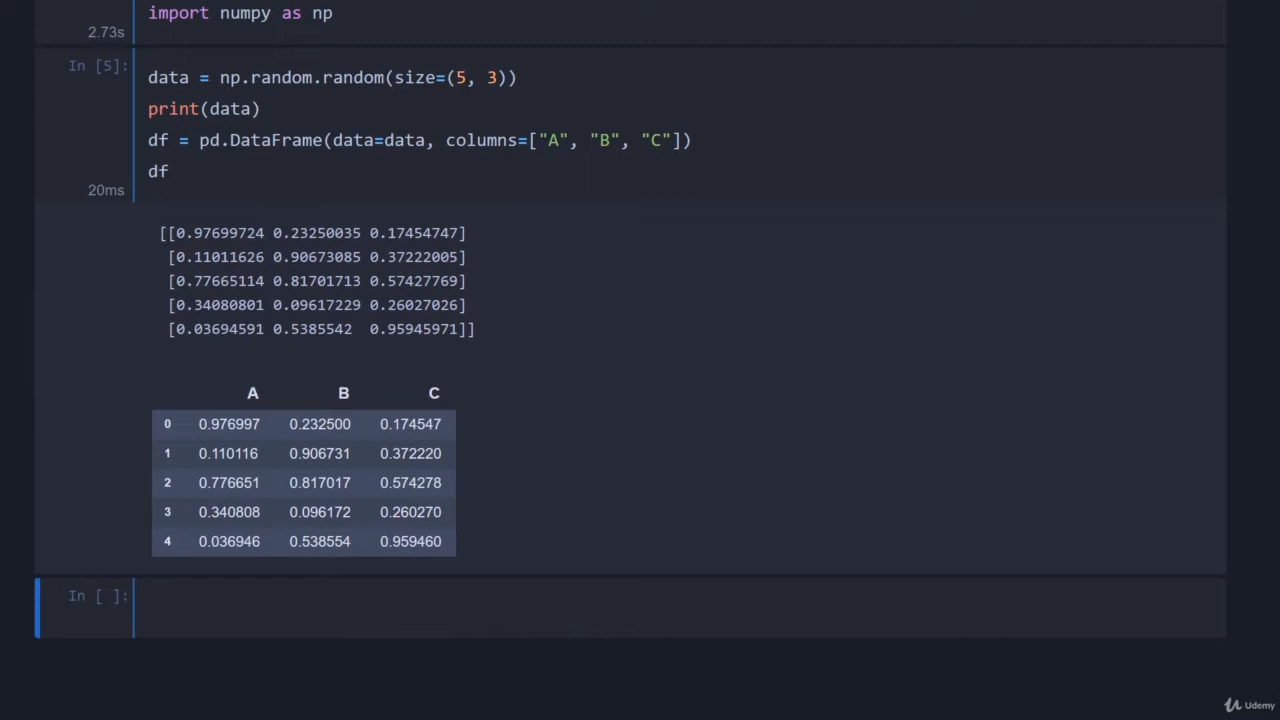 import numpy as np
2.73s
In [5]:
data = np.random.random(size=(5, 3))
print(data)
df = pd.DataFrame(data=data, columns=["A", "B", "C"])
df
20ms
[[0.97699724 0.23250035 0.17454747]
[0.11011626 0.90673085 0.37222005]
[0.77665114 0.81701713 0.57427769]
[0.34080801 0.09617229 0.26027026]
[0.03694591 0.5385542  0.95945971]]
A B C
0 0.976997 0.232500 0.174547
1 0.110116 0.906731 0.372220
2 0.776651 0.817017 0.574278
3 0.340808 0.096172 0.260270
4 0.036946 0.538554 0.959460
In [ ]:
Udemy